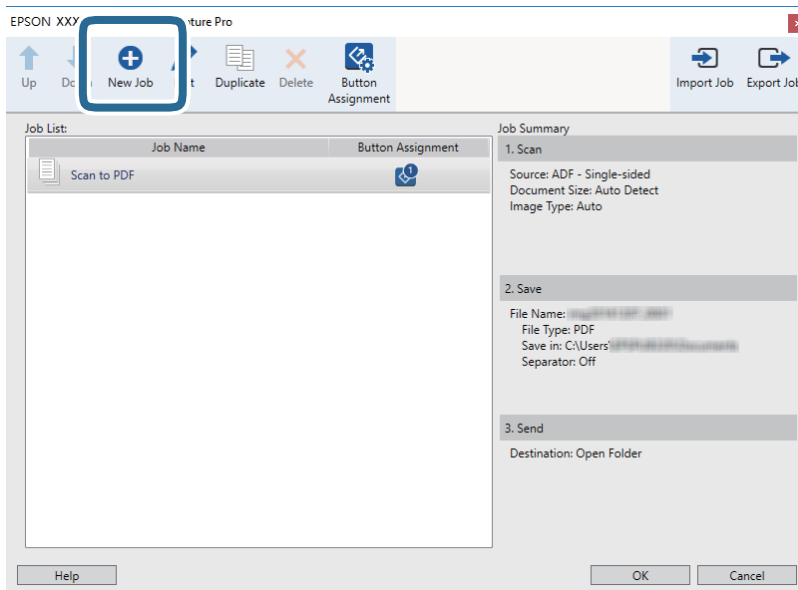 EPSON XXX ture Pro
Up
New Job
Duplicate
Delete
Button
Assignment
Import Job
Export Job
Job List:
Job Name
Button Assignment
Scan to PDF
1
Job Summary
1. Scan
Source: ADF - Single-sided
Document Size: Auto Detect
Image Type: Auto
2. Save
File Name:
File Type: PDF
Save in: C:\Users\
Separator: Off
3. Send
Destination: Open Folder
Help
OK
Cancel